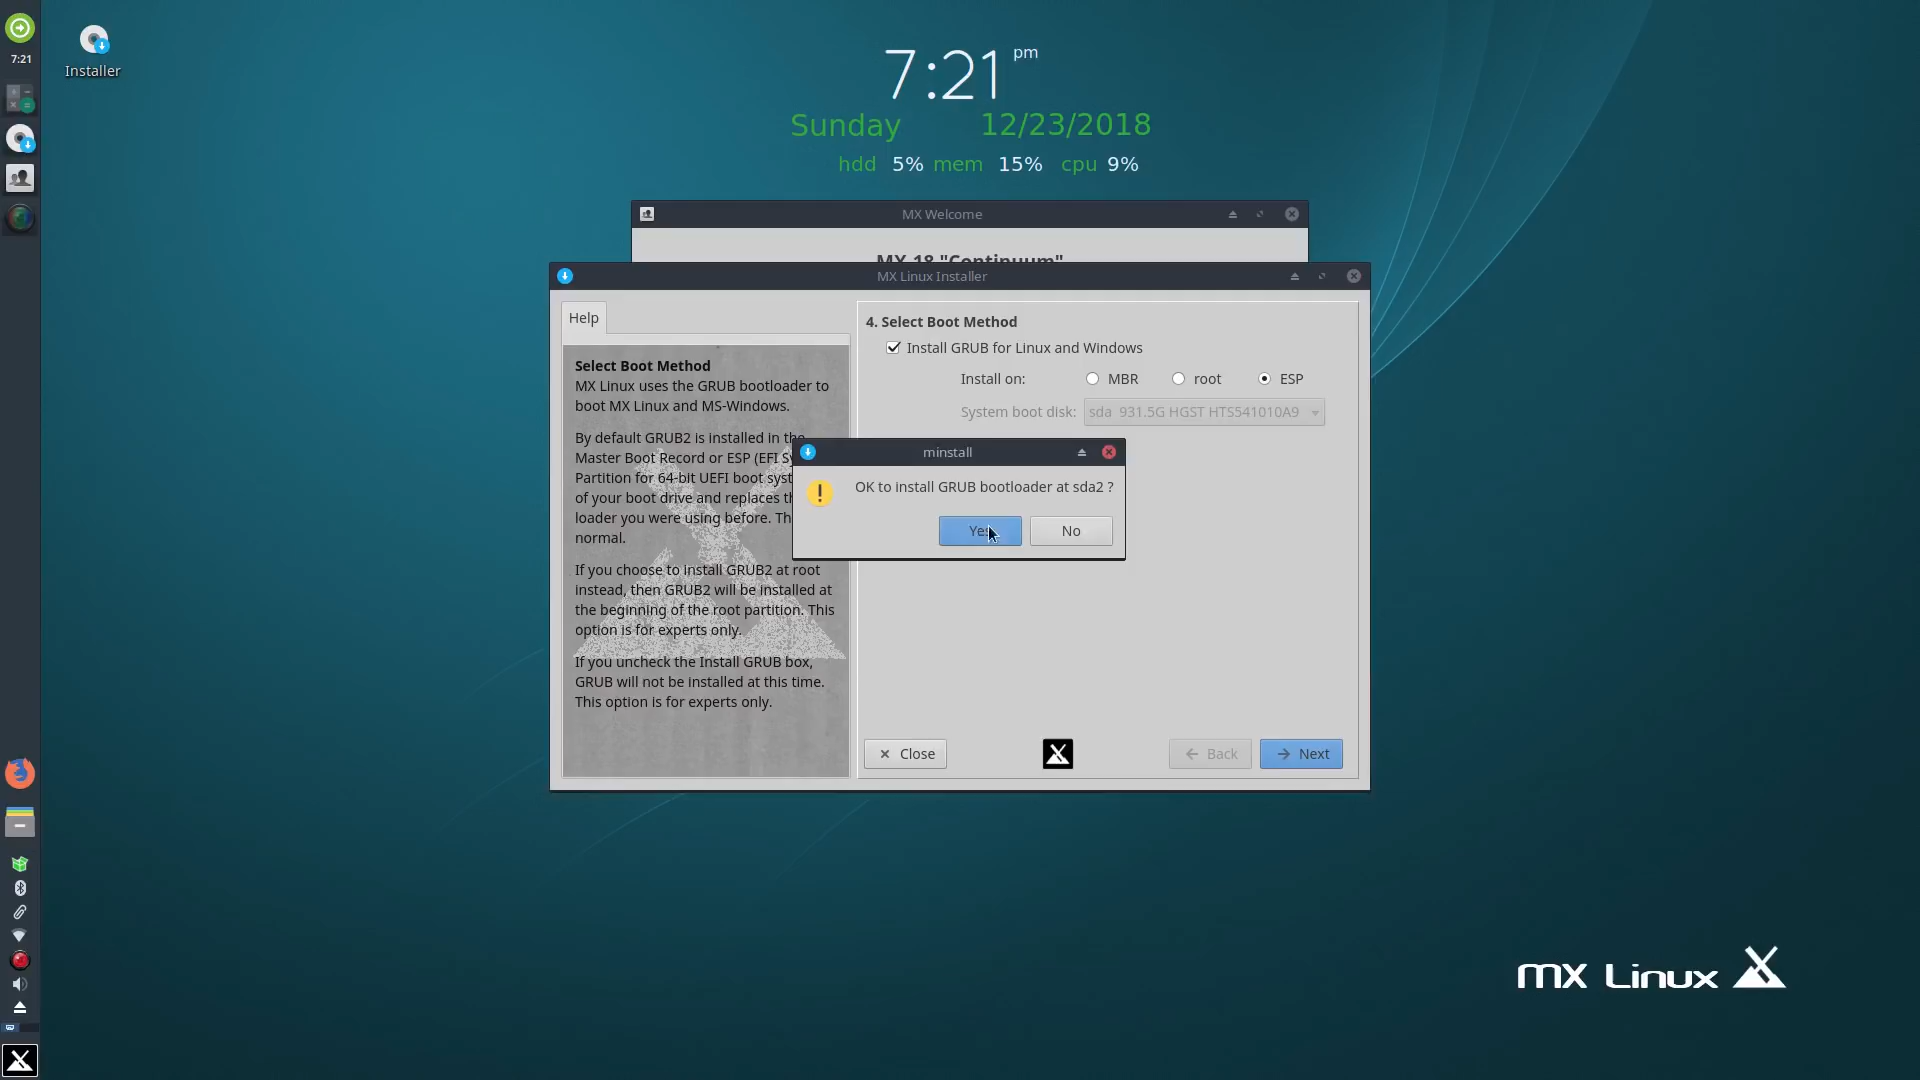 7:21
Installer
7:21 pm
Sunday 12/23/2018
hdd 5% mem 15% cpu 9%
MX Welcome
MX-18 "Continuum"
MX Linux Installer
Help
Select Boot Method
MX Linux uses the GRUB bootloader to
boot MX Linux and MS-Windows.
By default GRUB2 is installed in the
Master Boot Record or ESP (EFI
Partition for 64-bit UEFI boot
of your boot drive and replaces
loader you were using before.
normal.
If you choose to install GRUB2 at root
instead, then GRUB2 will be installed at
the beginning of the root partition. This
option is for experts only.
If you uncheck the Install GRUB box,
GRUB will not be installed at this time.
This option is for experts only.
4. Select Boot Method
Install GRUB for Linux and Windows
Install on: MBR root ESP
System boot disk: sda 931.5G HGST HTS541010A9
minstall
OK to install GRUB bootloader at sda2 ?
Yes No
Close Back Next
MX Linux